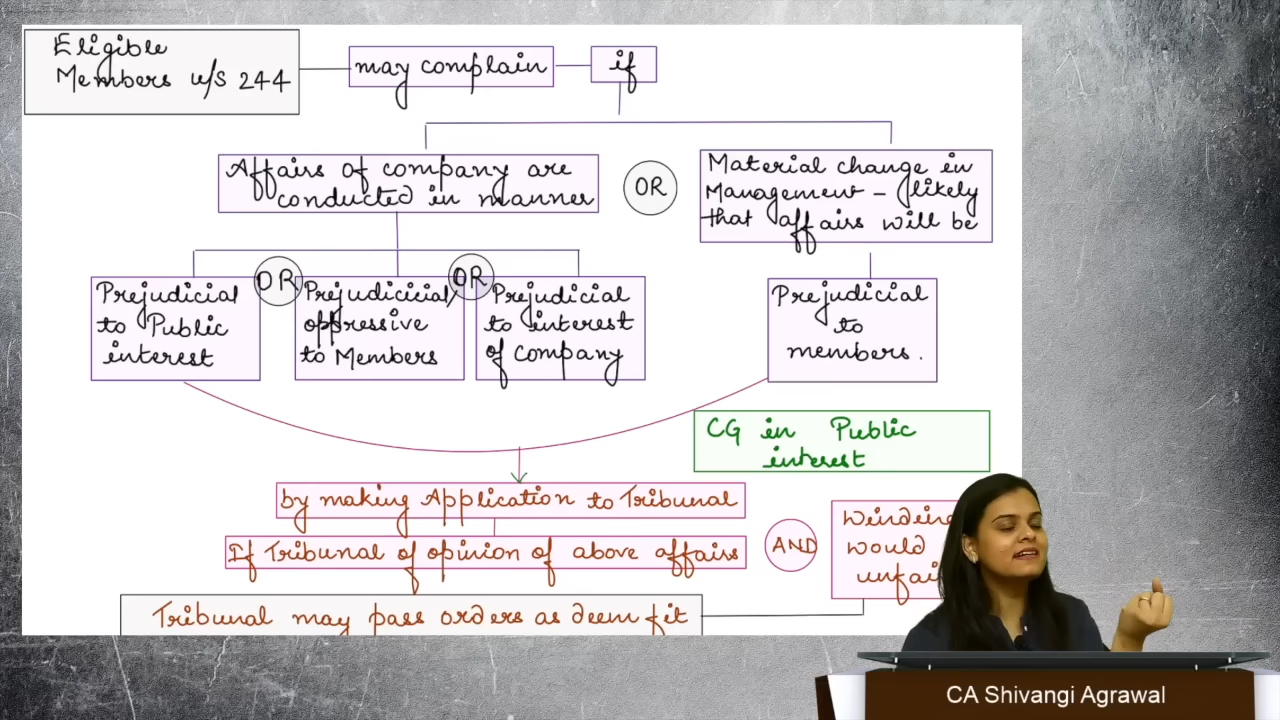 Eligible
Members u/s 244
may complain
if
Affairs of company are
conducted in manner
OR
Material change in
Management - likely
that affairs will be
Prejudicial
to Public
interest
OR
Prejudicicial/
oppressive
to Members
OR
Prejudicial
to interest
of company
Prejudicial
to
members.
CG in Public
interest
by making Application to Tribunal
If Tribunal of opinion of above affairs
AND
would
Tribunal may pass orders as deem fit
CA Shivangi Agrawal